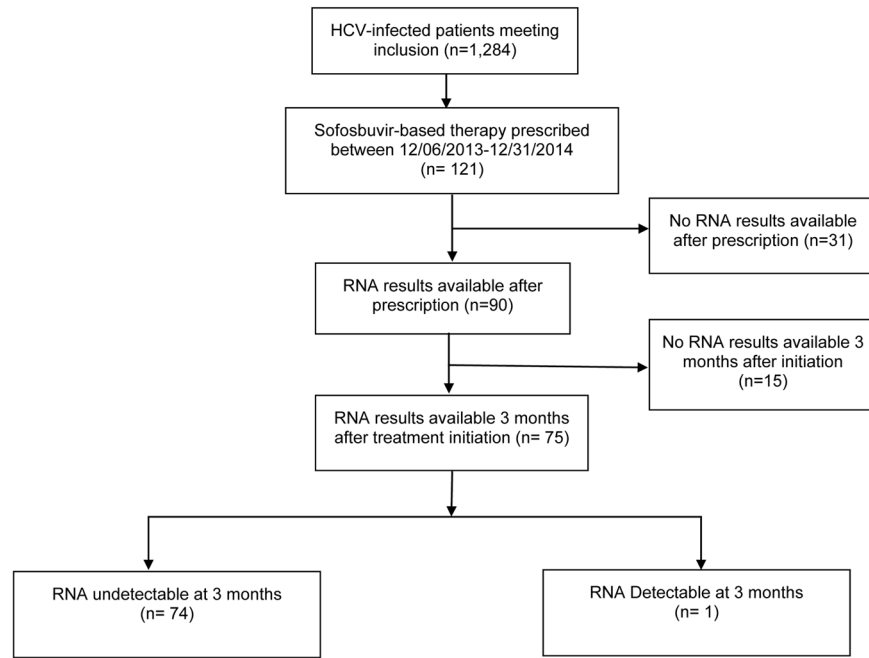 HCV-infected patients meeting
inclusion (n=1,284)
Sofosbuvir-based therapy prescribed
between 12/06/2013-12/31/2014
(n= 121)
No RNA results available
after prescription (n=31)
RNA results available after
prescription (n=90)
No RNA results available 3
months after initiation
(n=15)
RNA results available 3 months
after treatment initiation (n= 75)
RNA undetectable at 3 months
(n= 74)
RNA Detectable at 3 months
(n= 1)